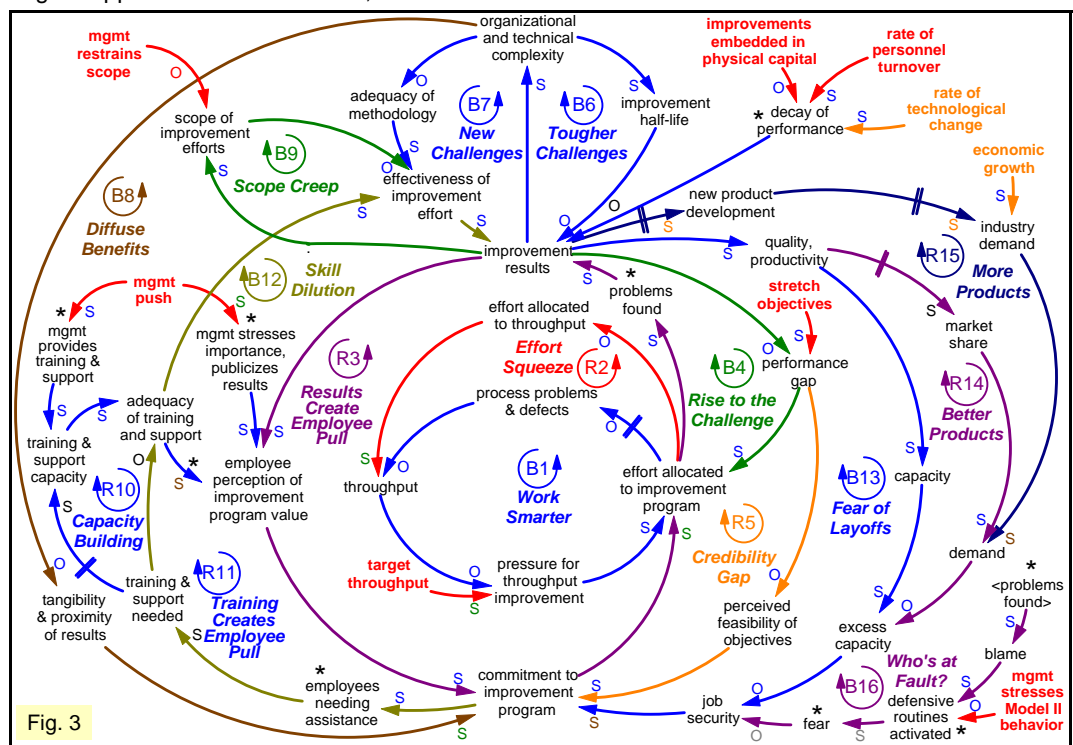 organizational
and technical
complexity
mgmt
restrains
scope
improvements
embedded in
physical capital
rate of
personnel
turnover
O
O
S
O
S
adequacy of
methodology
B7
New
Challenges
B6
Tougher
Challenges
improvement
half-life
*
decay of
performance
S
rate of
technological
change
scope of
improvement
efforts
S
B9
Scope Creep
S
O
effectiveness of
improvement
effort
S
S
economic
growth
S
B8
Diffuse
Benefits
new product
development
O
O
S
S
industry
demand
improvement
results
quality,
productivity
S
R15
More
Products
B12
Skill
Dilution
mgmt
push
S
*
problems
found
stretch
objectives
S
S
*
mgmt
provides
training &
support
S
*
mgmt stresses
importance,
publicizes
results
effort allocated
to throughput
O
S
Effort
Squeeze
R2
O
performance
gap
S
market
share
R3
Results
Create
Employee
Pull
B4
Rise to the
Challenge
R14
Better
Products
process problems
& defects
O
S
S
adequacy of
training
and support
S
S
training &
support
capacity
O
*
S
employee
perception of
improvement
program value
S
O
throughput
B1
Work
Smarter
S
effort allocated
to improvement
program
S
capacity
R10
Capacity
Building
S
B13
Fear of
Layoffs
S
S
R5
Credibility
Gap
O
tangibility
& proximity
of results
training &
support
needed
S
R11
Training
Creates
Employee
Pull
target
throughput
O
S
pressure for
throughput
improvement
O
perceived
feasibility of
objectives
S
S
demand
*
<problems
found>
S
O
excess
capacity
S
blame
*
employees
needing
assistance
S
S
S
commitment to
improvement
program
S
S
job
security
O
Who's at
Fault?
B16
S
defensive
routines
activated
*
O
mgmt
stresses
Model II
behavior
*
fear
O
S
Fig. 3